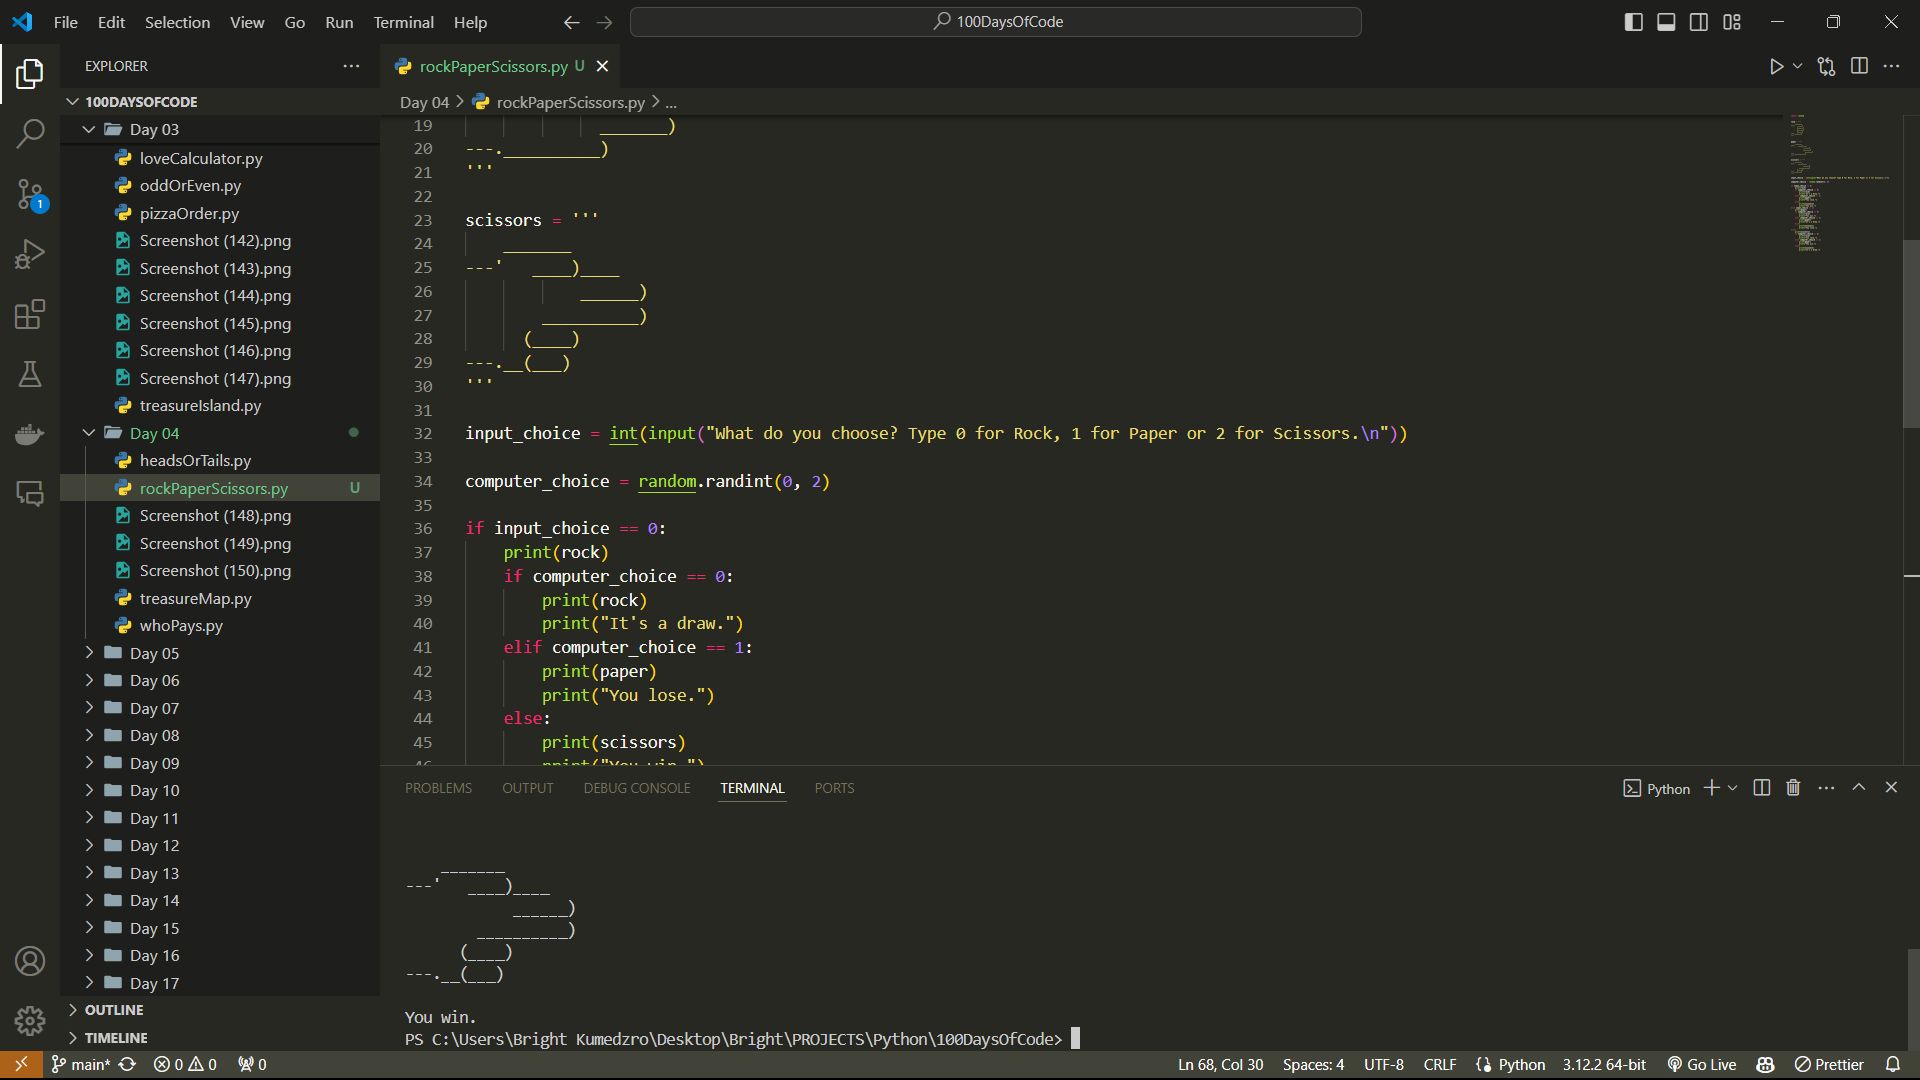 File Edit Selection View Go Run Terminal Help
100DaysOfCode
EXPLORER
100DAYSOFCODE
Day 03
loveCalculator.py
oddOrEven.py
pizzaOrder.py
Screenshot (142).png
Screenshot (143).png
Screenshot (144).png
Screenshot (145).png
Screenshot (146).png
Screenshot (147).png
treasureIsland.py
Day 04
headsOrTails.py
rockPaperScissors.py U
Screenshot (148).png
Screenshot (149).png
Screenshot (150).png
treasureMap.py
whoPays.py
Day 05
Day 06
Day 07
Day 08
Day 09
Day 10
Day 11
Day 12
Day 13
Day 14
Day 15
Day 16
Day 17
OUTLINE
TIMELINE
1
rockPaperScissors.py U
Day 04 > rockPaperScissors.py > ...
19               _______)
20 ---.__________)
21 '''
22
23 scissors = '''
24     _______
25 ---'   ____)____
26             ______)
27         __________)
28       (____)
29 ---.__(___)
30 '''
31
32 input_choice = int(input("What do you choose? Type 0 for Rock, 1 for Paper or 2 for Scissors.\n"))
33
34 computer_choice = random.randint(0, 2)
35
36 if input_choice == 0:
37     print(rock)
38     if computer_choice == 0:
39         print(rock)
40         print("It's a draw.")
41     elif computer_choice == 1:
42         print(paper)
43         print("You lose.")
44     else:
45         print(scissors)
46         print("You win.")
PROBLEMS OUTPUT DEBUG CONSOLE TERMINAL PORTS
Python
    _______
---'   ____)____
            ______)
        __________)
      (____)
---.__(___)
You win.
PS C:\Users\Bright Kumedzro\Desktop\Bright\PROJECTS\Python\100DaysOfCode>
main* 0 0 0
Ln 68, Col 30 Spaces: 4 UTF-8 CRLF Python 3.12.2 64-bit Go Live Prettier